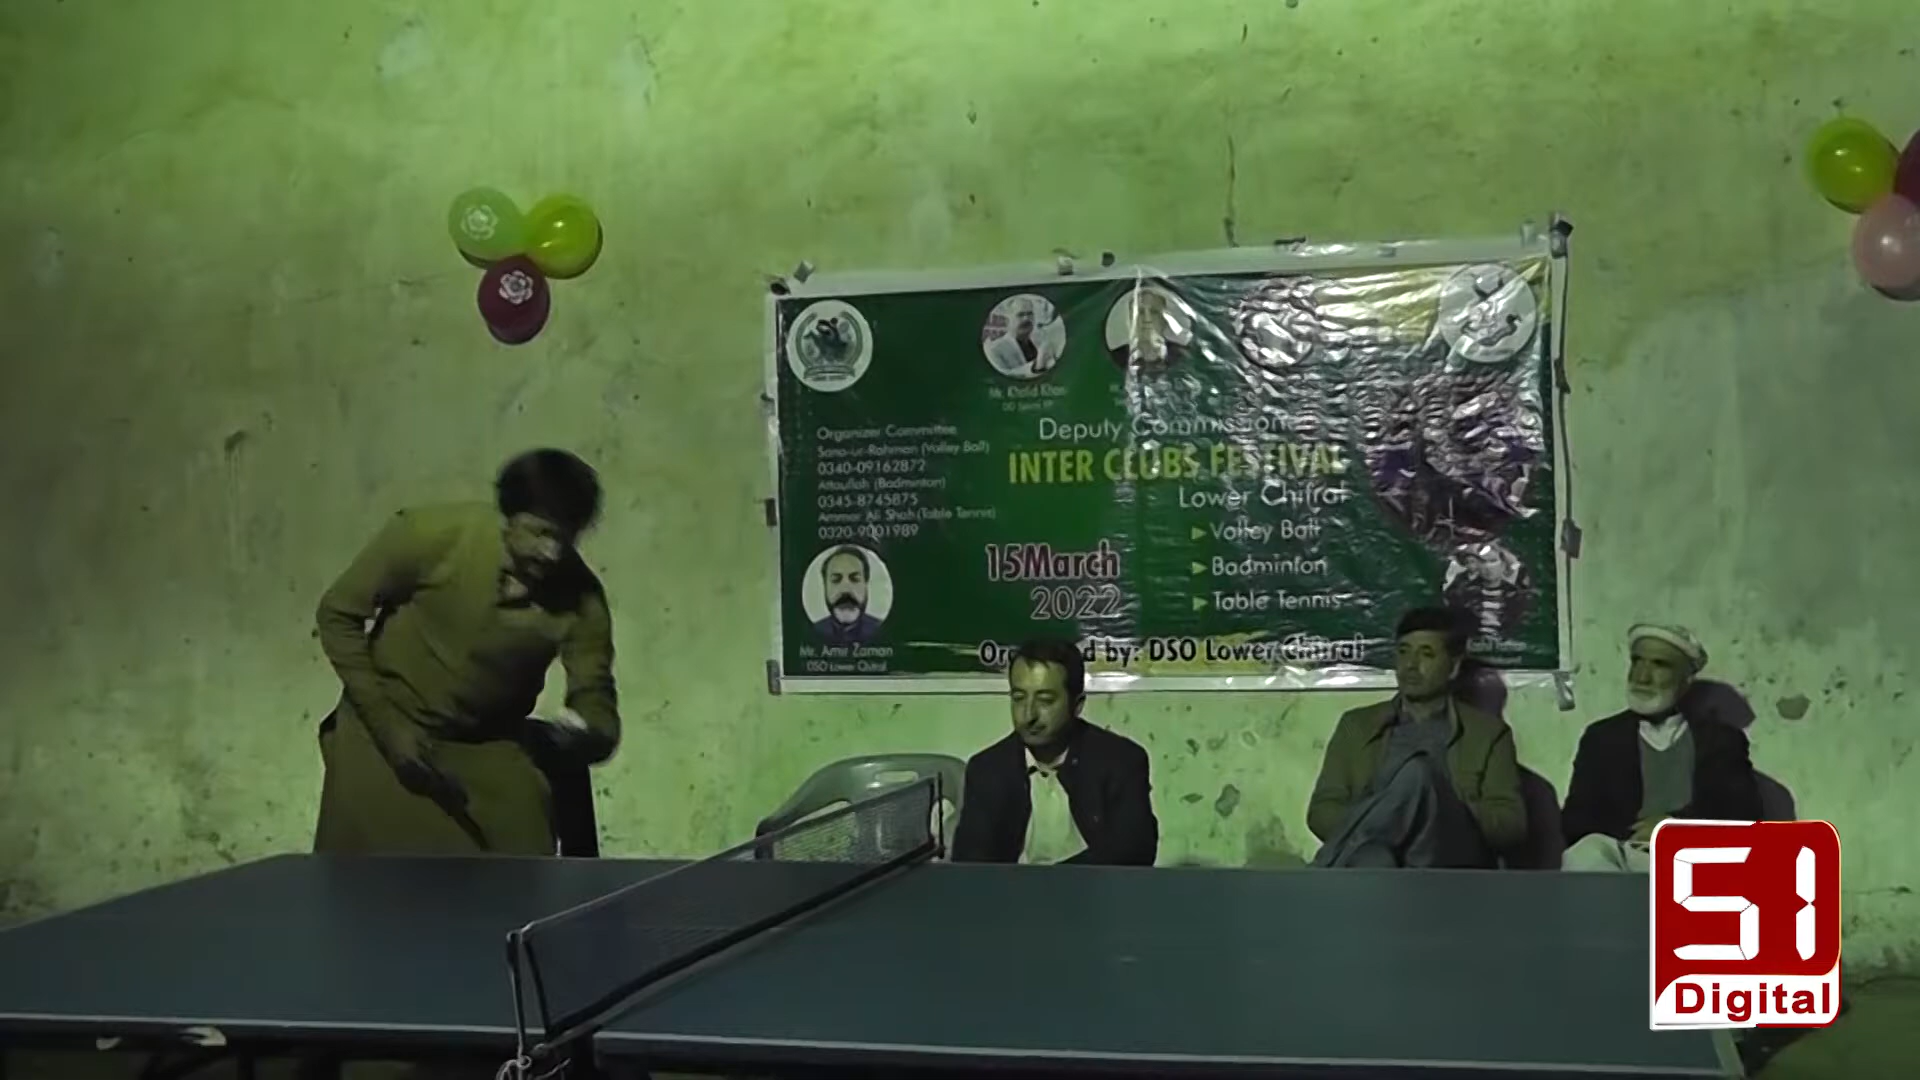 Mr. Khalid Khan
Organizer Committee
Sana-ur-Rahman (Volley Ball)
0340-09162872
Attaullah (Badminton)
0345-8745875
Ammar Ali Shah (Table Tennis)
0320-9001989
Deputy Commissioner
INTER CLUBS FESTIVAL
Lower Chitral
Volley Ball
Badminton
Table Tennis
15March
2022
Mr. Amir Zaman
DSO Lower Chitral
by: DSO Lower Chitral
51
Digital